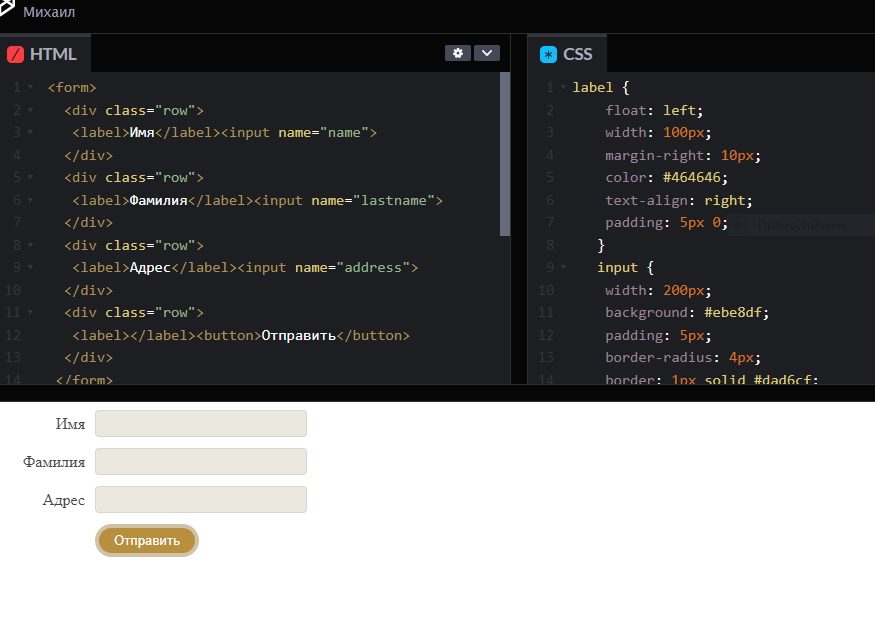 Михаил
HTML
1 <form>
2 <div class="row">
3 <label>Имя</label><input name="name">
4 </div>
5 <div class="row">
6 <label>Фамилия</label><input name="lastname">
7 </div>
8 <div class="row">
9 <label>Адрес</label><input name="address">
10 </div>
11 <div class="row">
12 <label></label><button>Отправить</button>
13 </div>
14 </form>
CSS
1 label {
2 float: left;
3 width: 100px;
4 margin-right: 10px;
5 color: #464646;
6 text-align: right;
7 padding: 5px 0;
Прямоугольник
8 }
9 input {
10 width: 200px;
11 background: #ebe8df;
12 padding: 5px;
13 border-radius: 4px;
14 border: 1px solid #dad6cf;
Имя
Фамилия
Адрес
Отправить